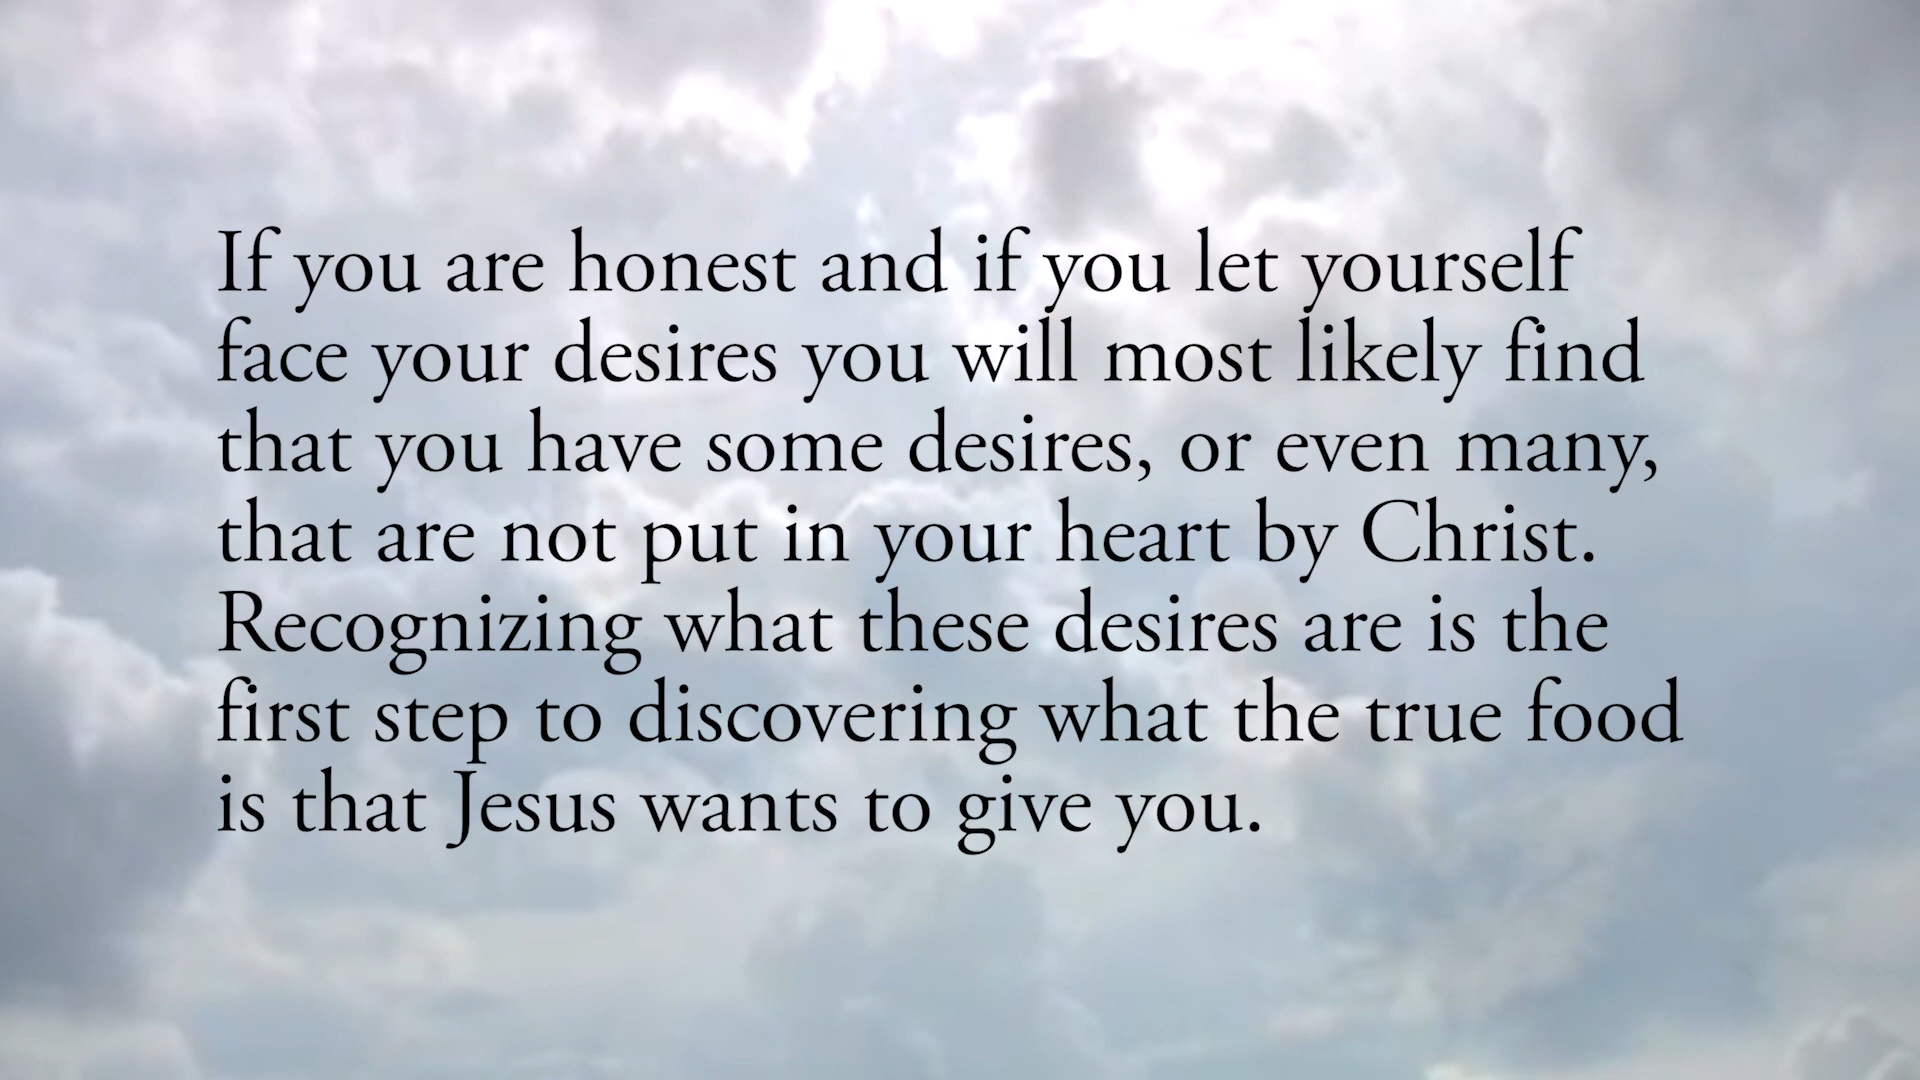 If you are honest and if you let yourself
face your desires you will most likely find
that you have some desires, or even many,
that are not put in your heart by Christ.
Recognizing what these desires are is the
first step to discovering what the true food
is that Jesus wants to give you.